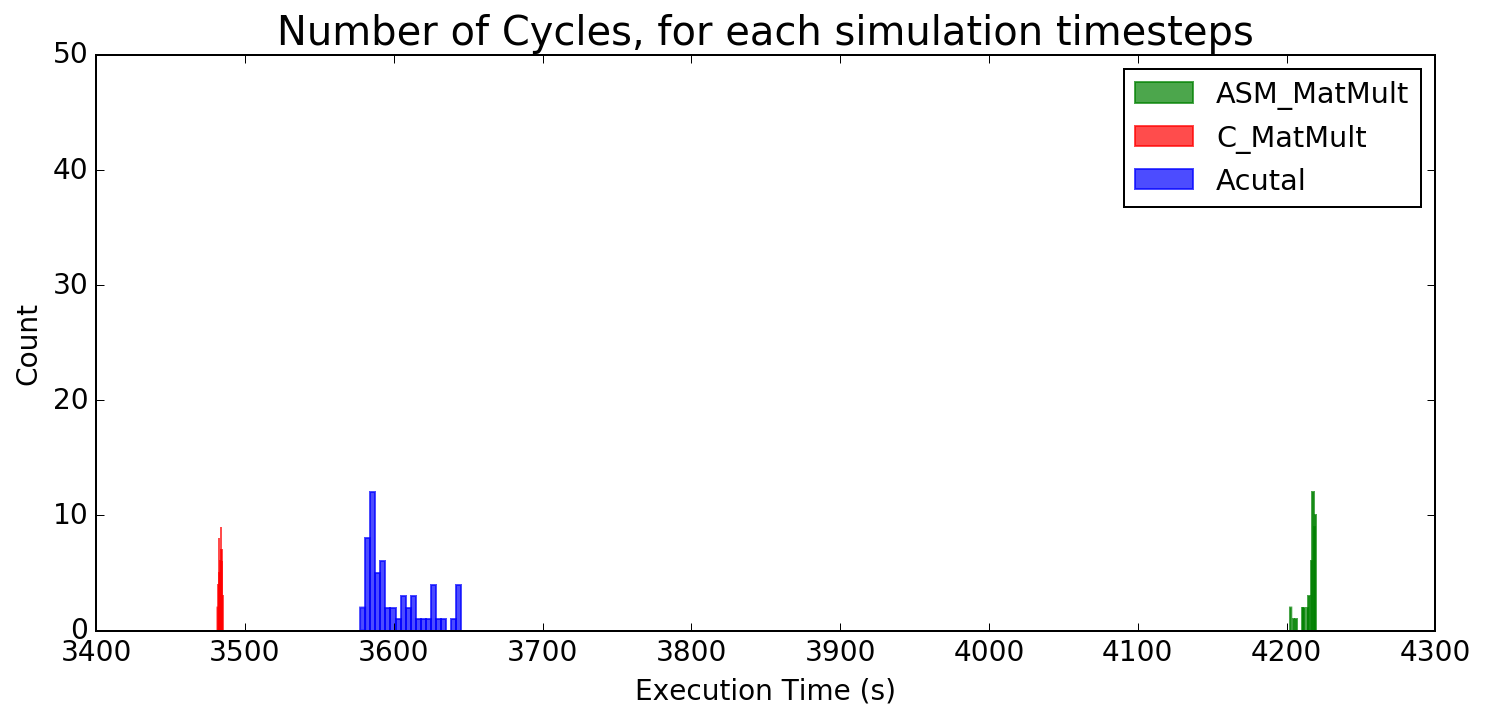 Number of Cycles, for each simulation timesteps
50
40
30
20
10
0
Count
ASM_MatMult
C_MatMult
Acutal
3400 3500 3600 3700 3800 3900 4000 4100 4200 4300
Execution Time (s)